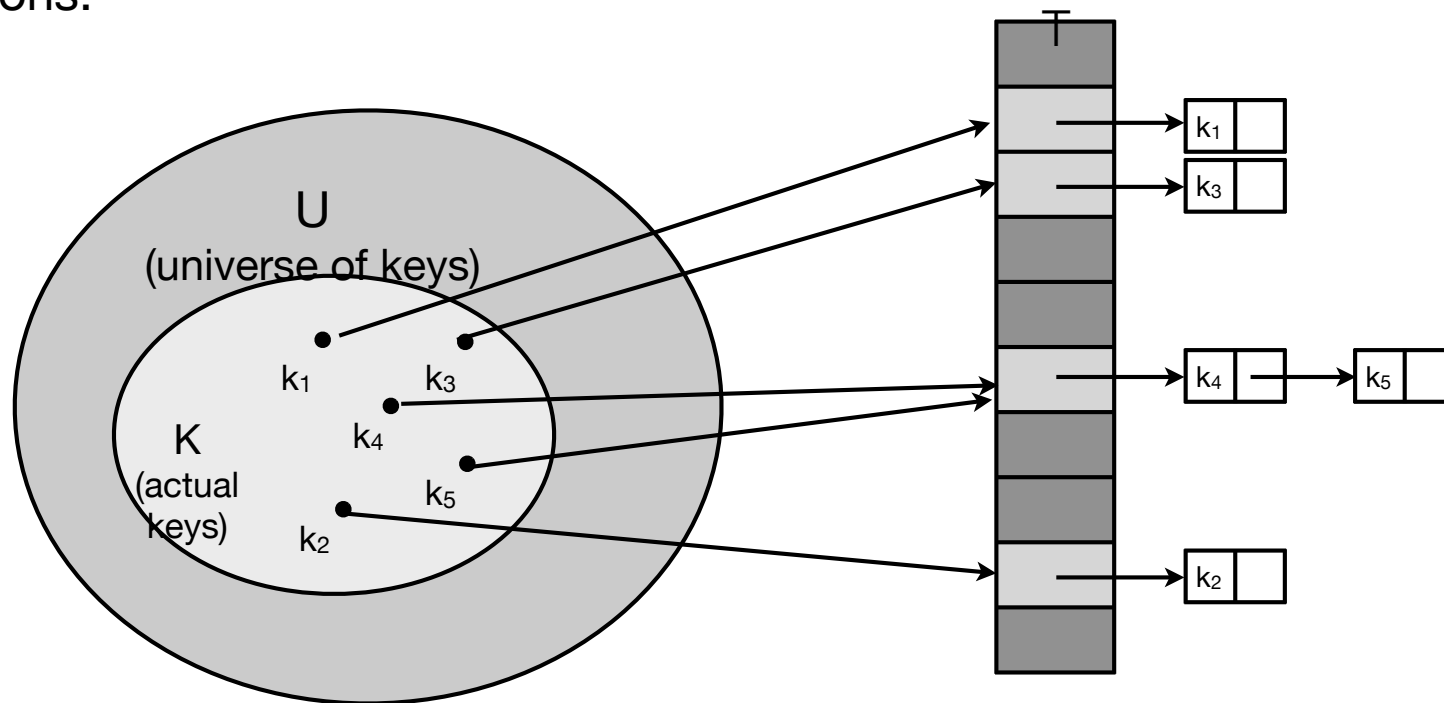 ons:
T
U
(universe of keys)
k₁
k₃
k₄
K
(actual
keys)
k₅
k₂
k₁
k₃
k₄
k₅
k₂